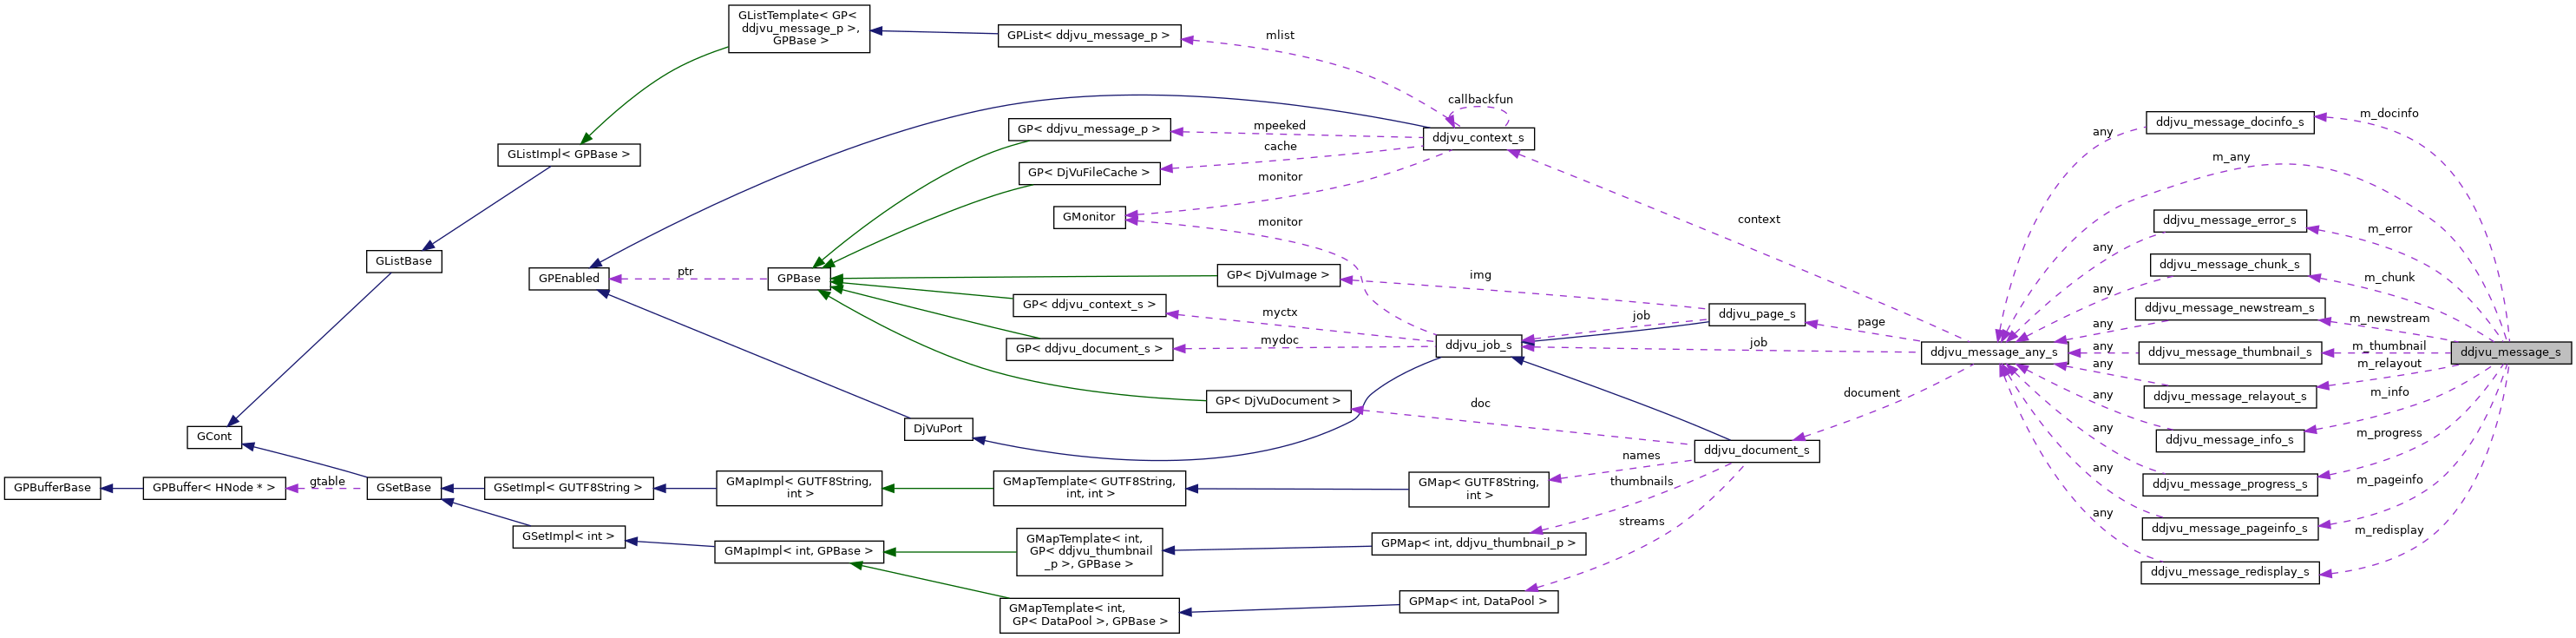 GListTemplate< GP<
ddjvu_message_p >,
GPBase >
GPList< ddjvu_message_p >
mlist
callbackfun
ddjvu_context_s
GP< ddjvu_message_p >
mpeeked
cache
GP< DjVuFileCache >
monitor
GListImpl< GPBase >
GMonitor
monitor
context
GListBase
GPEnabled
ptr
GPBase
GP< DjVuImage >
img
GP< ddjvu_context_s >
myctx
job
ddjvu_page_s
page
GP< ddjvu_document_s >
mydoc
ddjvu_job_s
job
ddjvu_message_any_s
document
GP< DjVuDocument >
doc
DjVuPort
GCont
ddjvu_document_s
names
thumbnails
streams
GPBufferBase
GPBuffer< HNode * >
gtable
GSetBase
GSetImpl< GUTF8String >
GMapImpl< GUTF8String,
int >
GMapTemplate< GUTF8String,
int, int >
GMap< GUTF8String,
int >
GSetImpl< int >
GMapImpl< int, GPBase >
GMapTemplate< int,
GP< ddjvu_thumbnail
_p >, GPBase >
GPMap< int, ddjvu_thumbnail_p >
GMapTemplate< int,
GP< DataPool >, GPBase >
GPMap< int, DataPool >
any
ddjvu_message_docinfo_s
m_docinfo
m_any
any
ddjvu_message_error_s
m_error
any
ddjvu_message_chunk_s
m_chunk
any
ddjvu_message_newstream_s
m_newstream
any
ddjvu_message_thumbnail_s
m_thumbnail
ddjvu_message_s
any
ddjvu_message_relayout_s
m_relayout
any
ddjvu_message_info_s
m_info
any
ddjvu_message_progress_s
m_progress
any
ddjvu_message_pageinfo_s
m_pageinfo
any
ddjvu_message_redisplay_s
m_redisplay